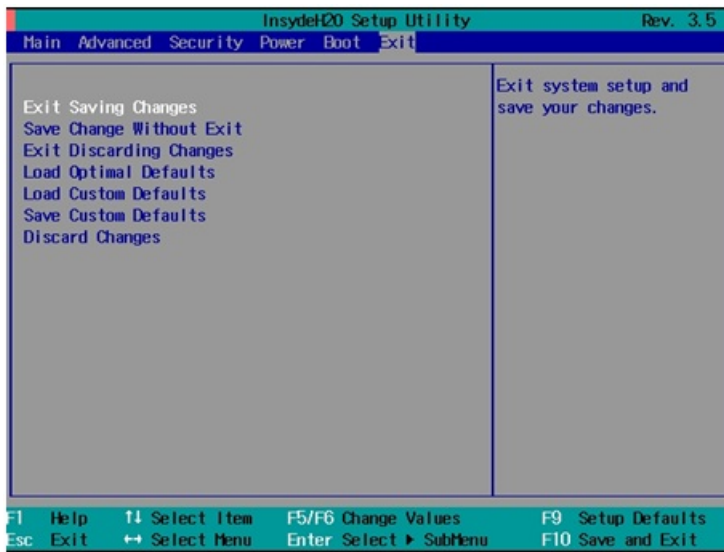 InsydeH2O Setup Utility Rev. 3.5
Main Advanced Security Power Boot Exit
Exit Saving Changes
Save Change Without Exit
Exit Discarding Changes
Load Optimal Defaults
Load Custom Defaults
Save Custom Defaults
Discard Changes
Exit system setup and
save your changes.
F1 Help ↑↓ Select Item F5/F6 Change Values F9 Setup Defaults
Esc Exit ↔ Select Menu Enter Select ▶ SubMenu F10 Save and Exit